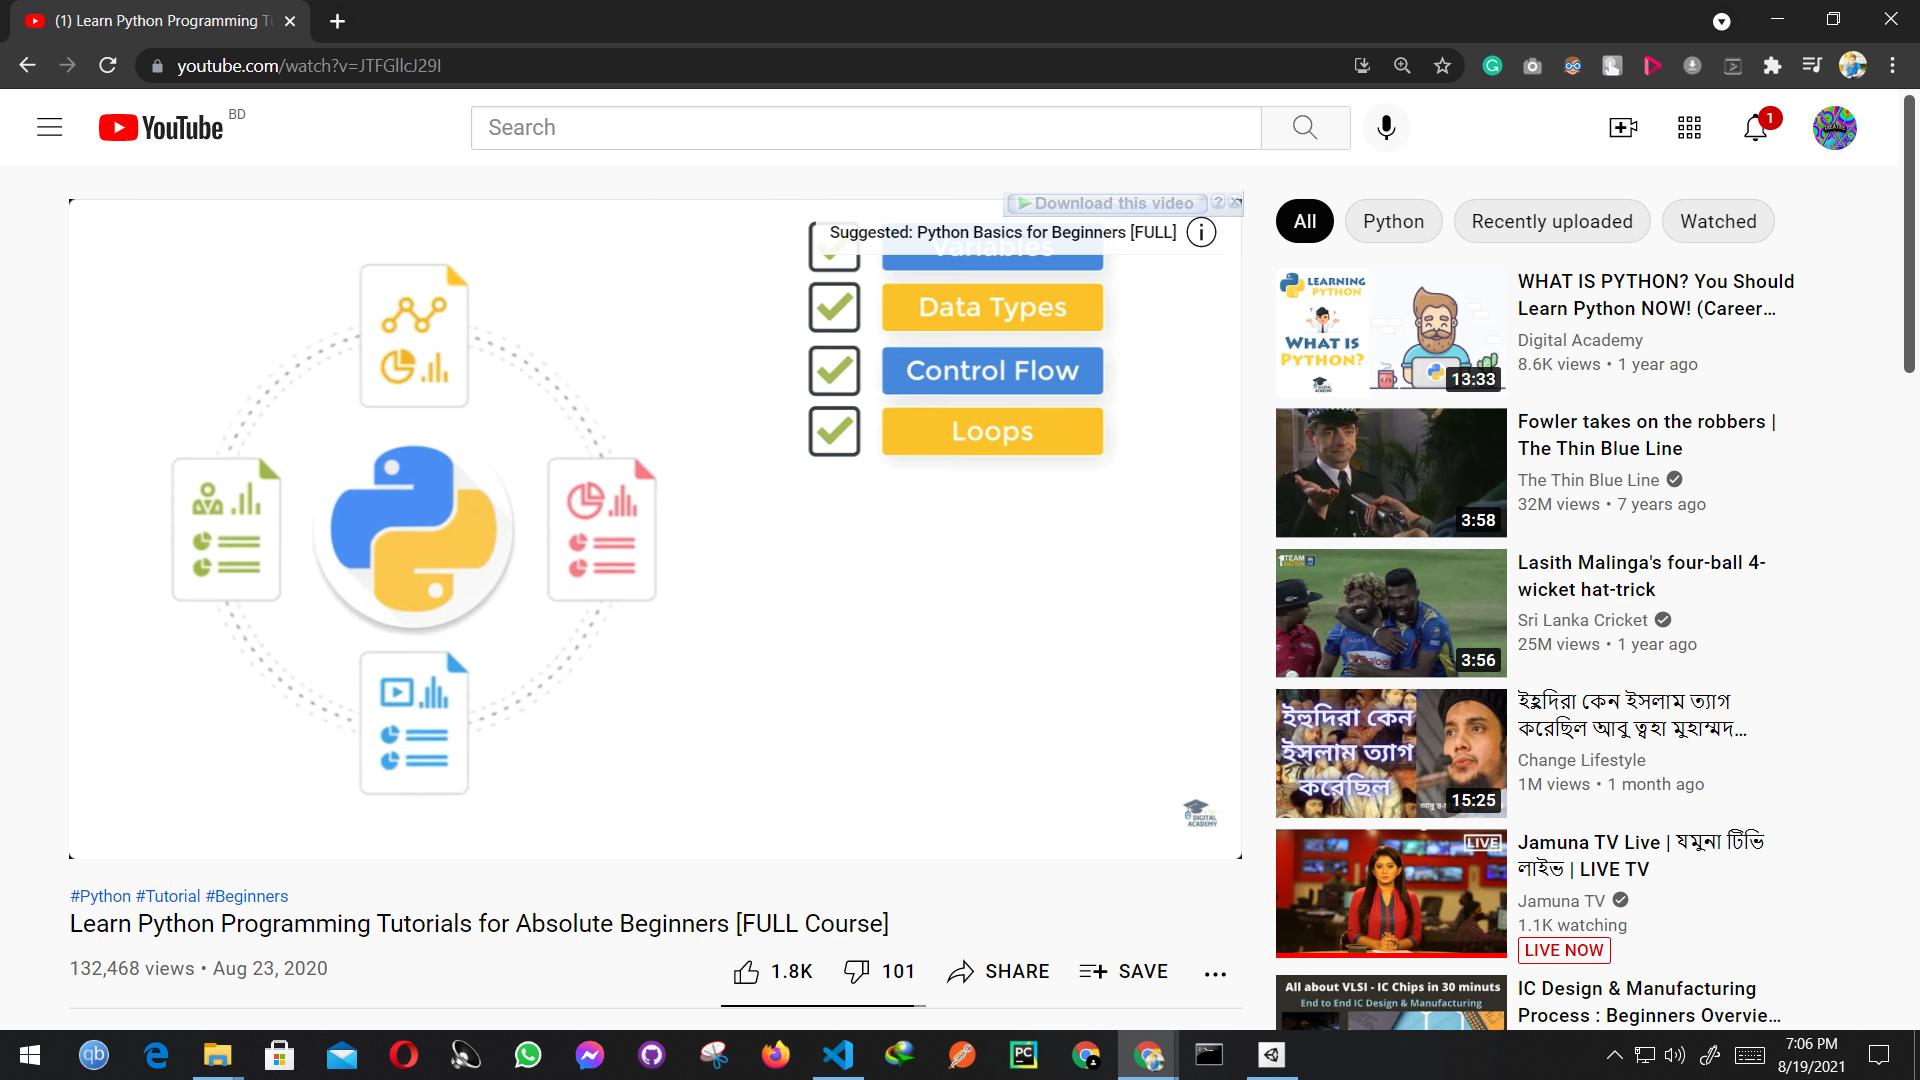 (1) Learn Python Programming Tu
youtube.com/watch?v=JTFGllcJ29I
YouTube BD
Search
1
Download this video
Suggested: Python Basics for Beginners [FULL]
Variables
Data Types
Control Flow
Loops
DIGITAL
ACADEMY
#Python #Tutorial #Beginners
Learn Python Programming Tutorials for Absolute Beginners [FULL Course]
132,468 views • Aug 23, 2020
1.8K
101
SHARE
SAVE
All
Python
Recently uploaded
Watched
LEARNING
PYTHON
WHAT IS
PYTHON?
13:33
WHAT IS PYTHON? You Should
Learn Python NOW! (Career...
Digital Academy
8.6K views • 1 year ago
3:58
Fowler takes on the robbers |
The Thin Blue Line
The Thin Blue Line
32M views • 7 years ago
3:56
Lasith Malinga's four-ball 4-
wicket hat-trick
Sri Lanka Cricket
25M views • 1 year ago
ইহুদিরা কেন
ইসলাম ত্যাগ
করেছিল
15:25
ইহুদিরা কেন ইসলাম ত্যাগ
করেছিল আবু ত্বহা মুহাম্মদ...
Change Lifestyle
1M views • 1 month ago
LIVE
Jamuna TV Live | যমুনা টিভি
লাইভ | LIVE TV
Jamuna TV
1.1K watching
LIVE NOW
All about VLSI - IC Chips in 30 minuts
End to End IC Design & Manufacturing
IC Design & Manufacturing
Process : Beginners Overvie...
qb
PC
7:06 PM
8/19/2021